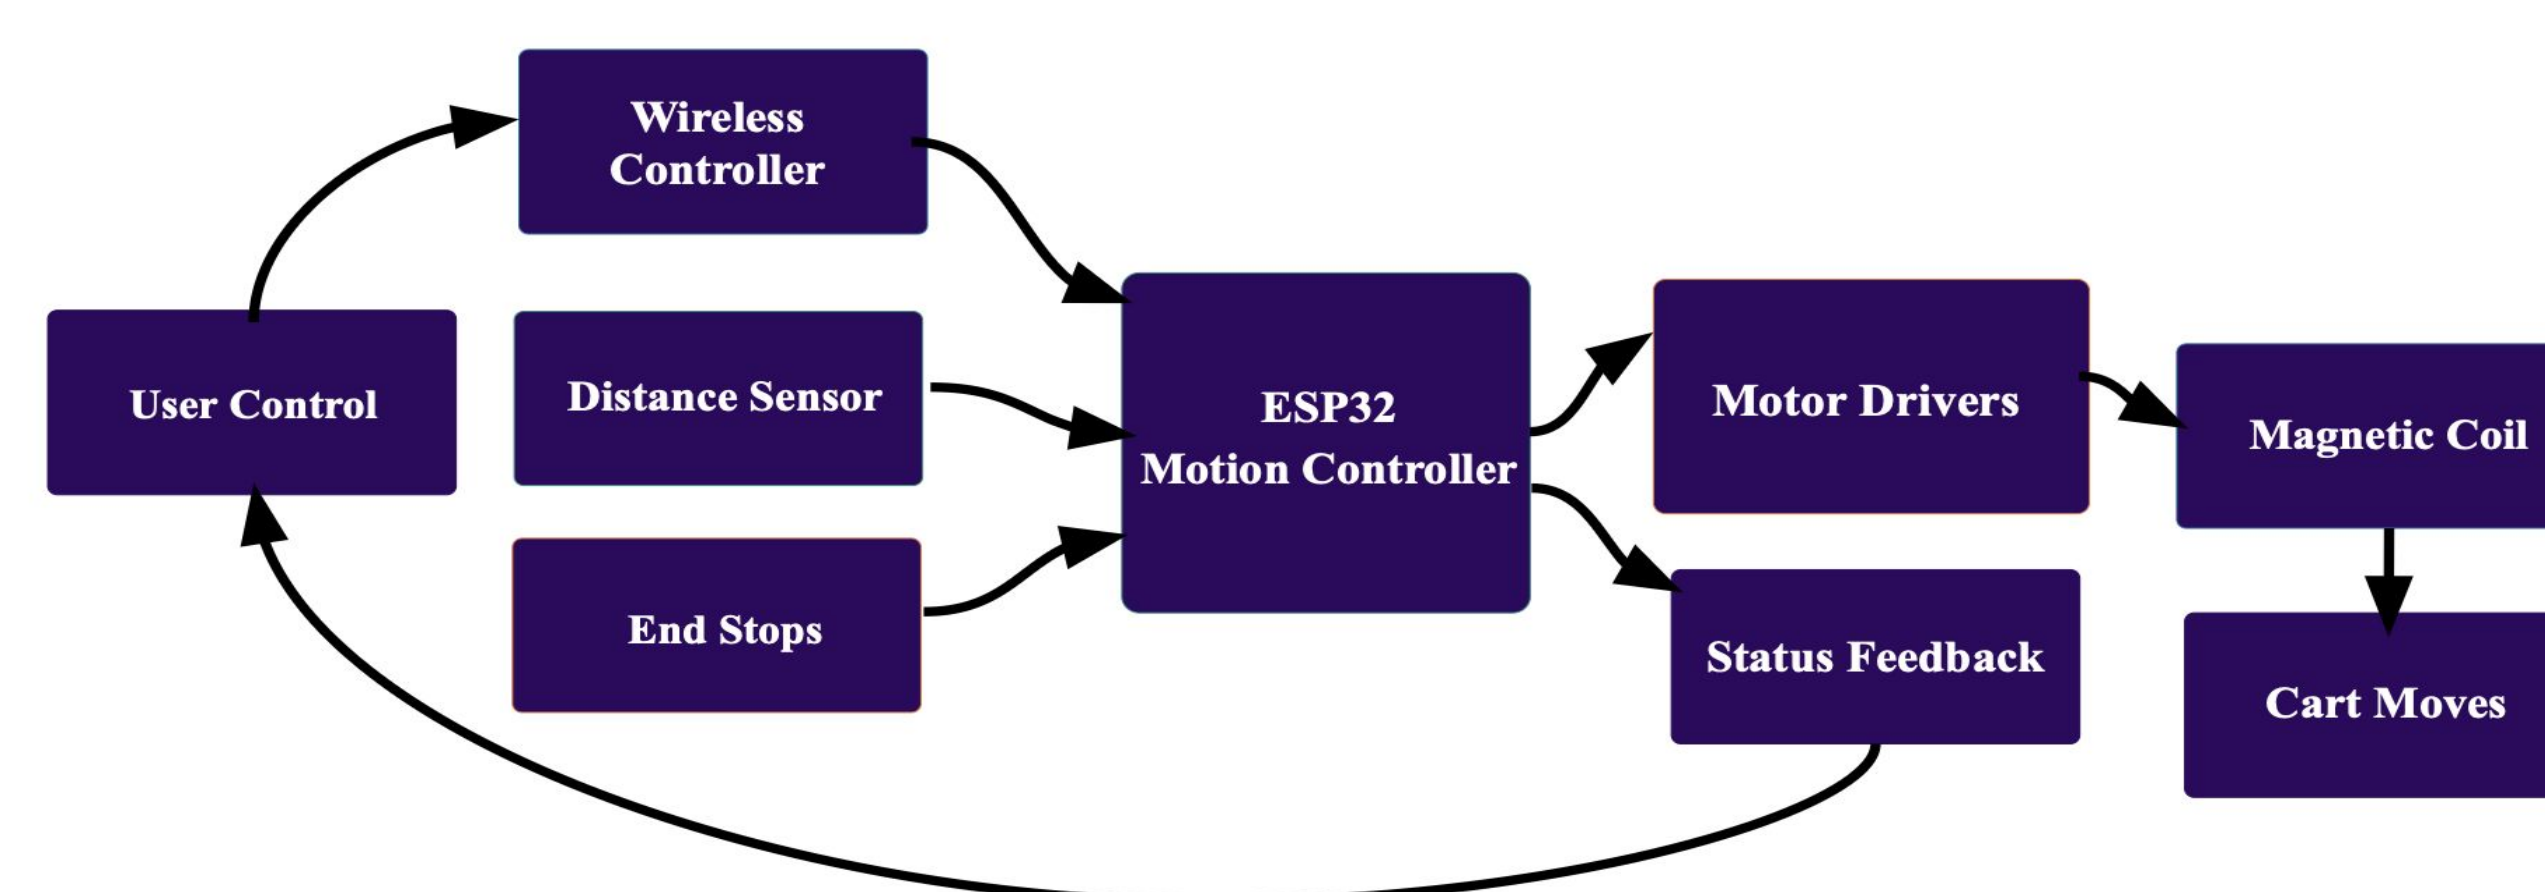 Wireless
Controller
User Control
Distance Sensor
End Stops
ESP32
Motion Controller
Motor Drivers
Status Feedback
Magnetic Coil
Cart Moves